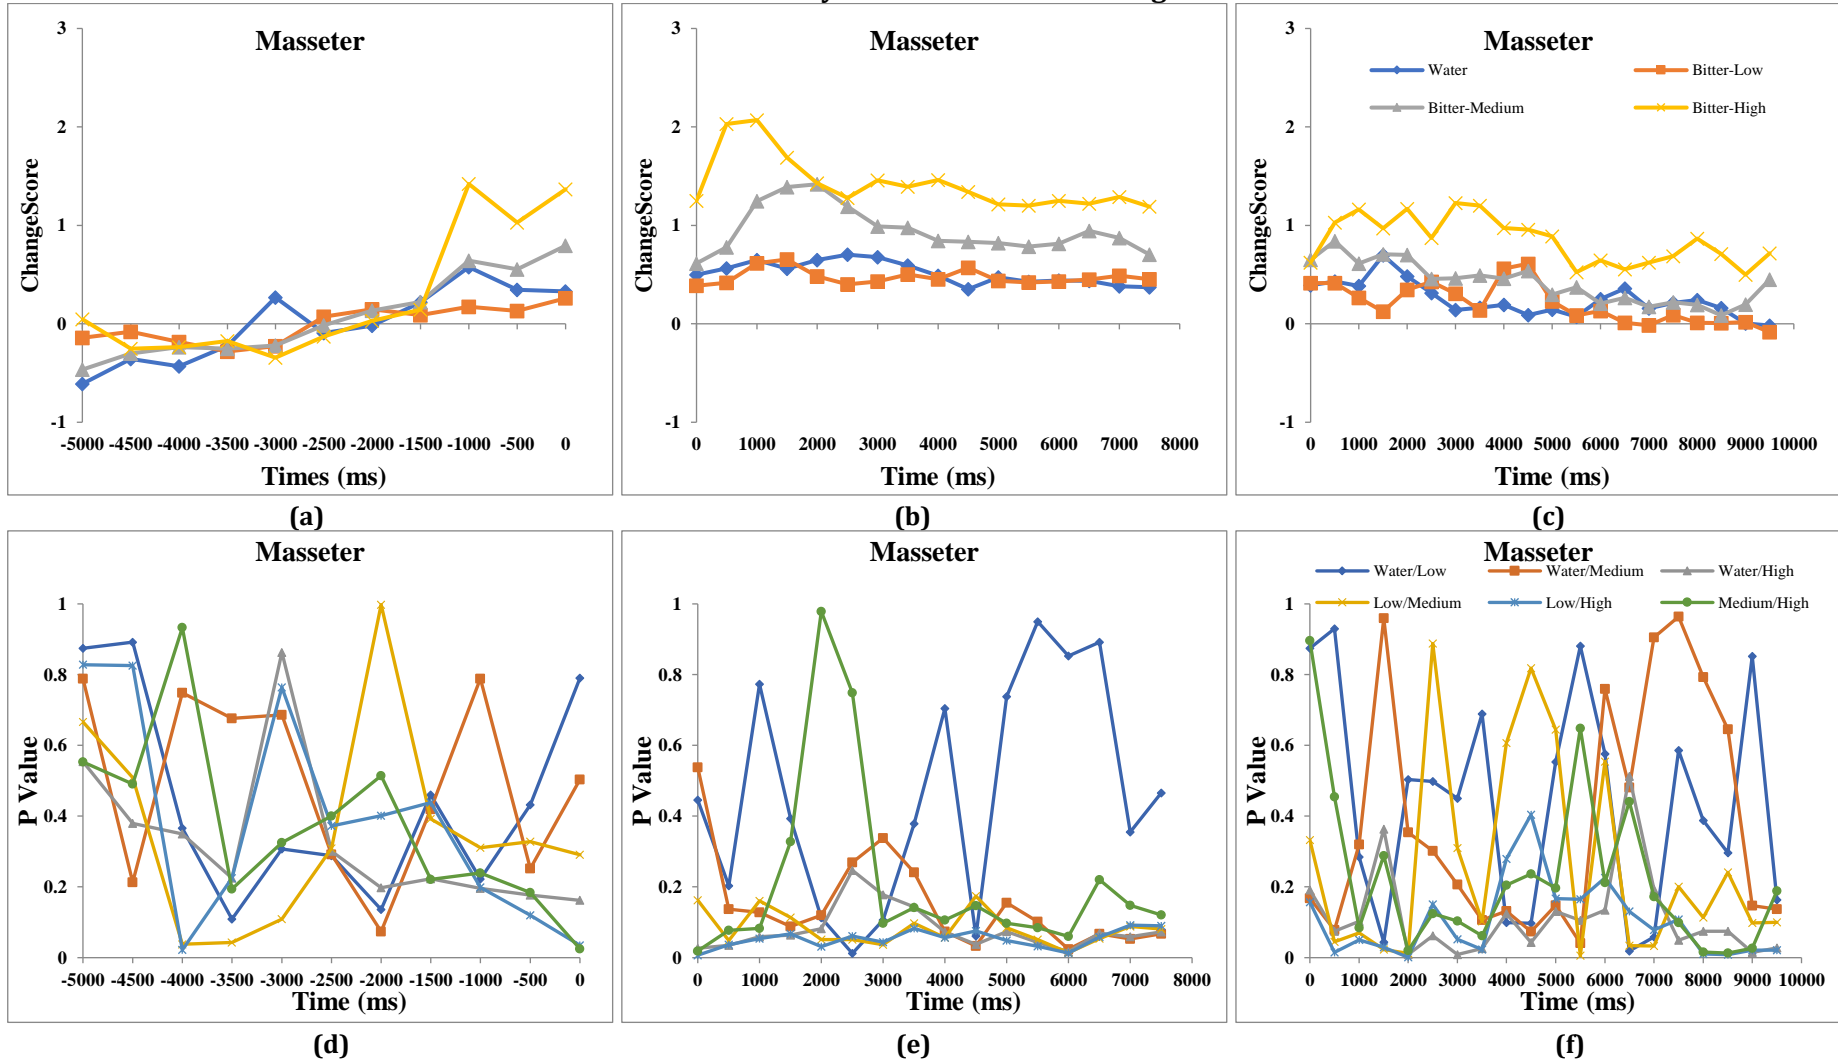 Masseter
3
2
1
0
-1
ChangeScore
-5000 -4500 -4000 -3500 -3000 -2500 -2000 -1500 -1000 -500 0
Times (ms)
(a)
Masseter
3
2
1
0
-1
ChangeScore
0 1000 2000 3000 4000 5000 6000 7000 8000
Time (ms)
(b)
Masseter
Water Bitter-Low
Bitter-Medium Bitter-High
3
2
1
0
-1
ChangeScore
0 1000 2000 3000 4000 5000 6000 7000 8000 9000 10000
Time (ms)
(c)
Masseter
1
0.8
0.6
0.4
0.2
0
P Value
-5000 -4500 -4000 -3500 -3000 -2500 -2000 -1500 -1000 -500 0
Time (ms)
(d)
Masseter
1
0.8
0.6
0.4
0.2
0
P Value
0 1000 2000 3000 4000 5000 6000 7000 8000
Time (ms)
(e)
Masseter
Water/Low Water/Medium Water/High
Low/Medium Low/High Medium/High
1
0.8
0.6
0.4
0.2
0
P Value
0 1000 2000 3000 4000 5000 6000 7000 8000 9000 10000
Time (ms)
(f)